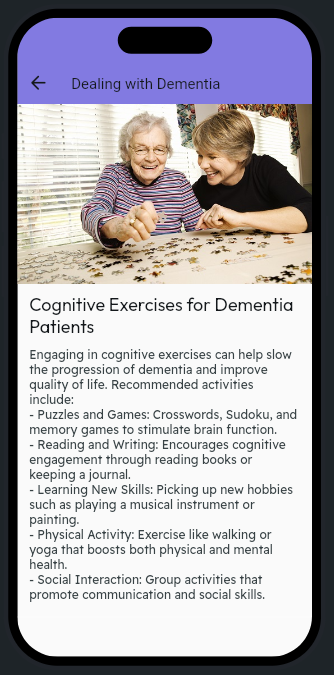 Dealing with Dementia
Cognitive Exercises for Dementia
Patients
Engaging in cognitive exercises can help slow
the progression of dementia and improve
quality of life. Recommended activities
include:
- Puzzles and Games: Crosswords, Sudoku, and
memory games to stimulate brain function.
- Reading and Writing: Encourages cognitive
engagement through reading books or
keeping a journal.
- Learning New Skills: Picking up new hobbies
such as playing a musical instrument or
painting.
- Physical Activity: Exercise like walking or
yoga that boosts both physical and mental
health.
- Social Interaction: Group activities that
promote communication and social skills.